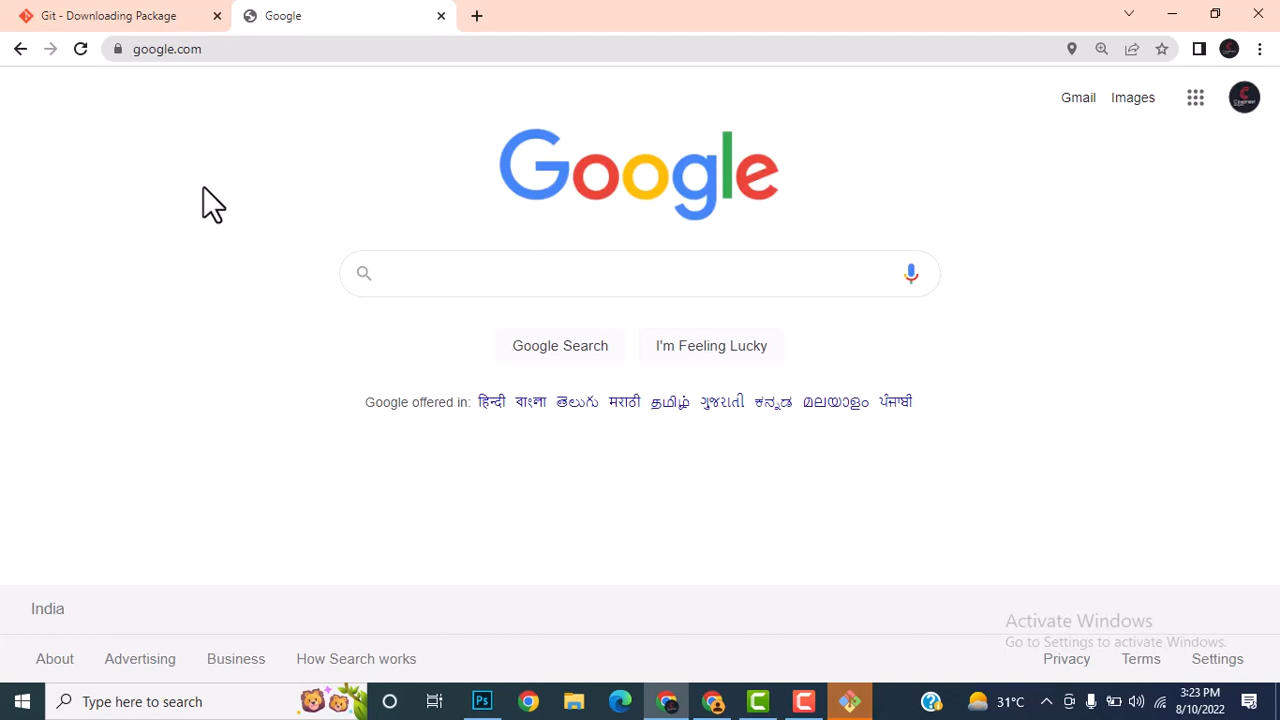 Git - Downloading Package
Google
google.com
Gmail Images
Google
Google Search I'm Feeling Lucky
Google offered in: हिन्दी বাংলা తెలుగు मराठी தமிழ் ગુજરાતી ಕನ್ನಡ മലയാളം ਪੰਜਾਬੀ
India
Activate Windows
Go to Settings to activate Windows.
About Advertising Business How Search works Privacy Terms Settings
Type here to search
Ps
31°C
3:23 PM
8/10/2022